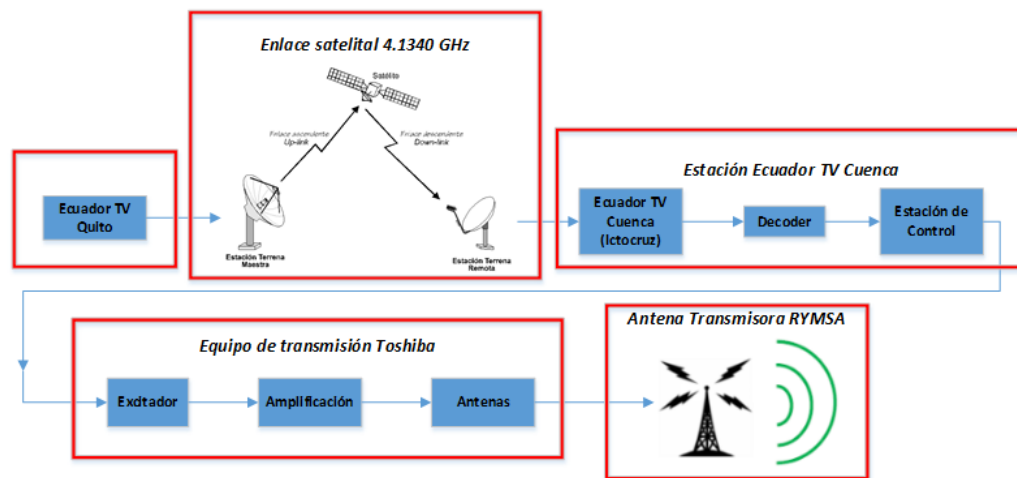 Enlace satelital 4.1340 GHz
Satélite
Enlace ascendente
Up-link
Enlace descendente
Down-link
Estación Terrena
Maestra
Estación Terrena
Remota
Ecuador TV
Quito
Estación Ecuador TV Cuenca
Ecuador TV
Cuenca
(Ictocruz)
Decoder
Estación de
Control
Equipo de transmisión Toshiba
Excitador
Amplificación
Antenas
Antena Transmisora RYMSA